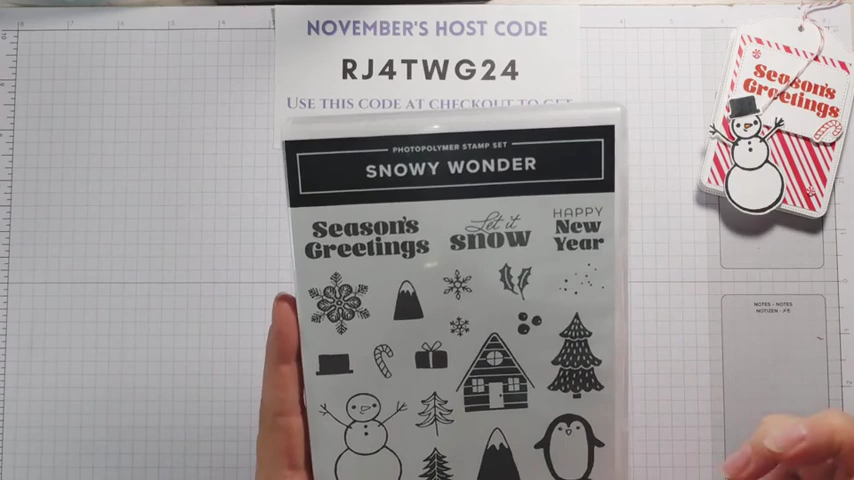 NOVEMBER'S HOST CODE
RJ4TWG24
USE THIS CODE AT CHECKOUT TO GET
PHOTOPOLYMER STAMP SET
SNOWY WONDER
Season's
Greetings
Let it
snow
HAPPY
New
Year
Season's
Greetings
NOTES - NOTES